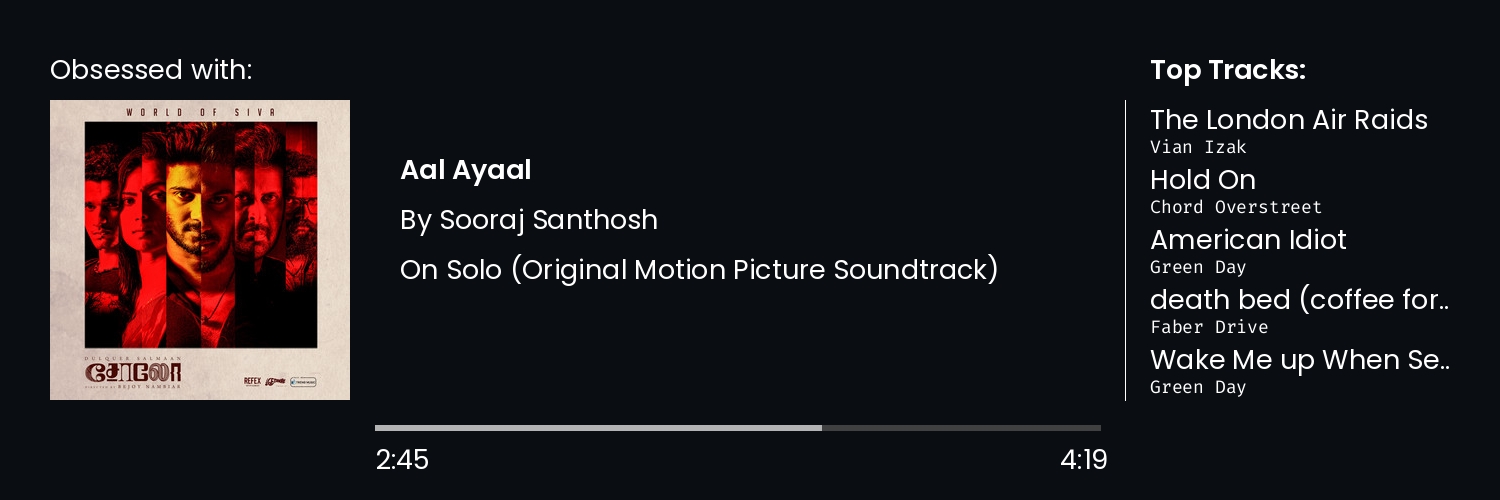 Obsessed with:
WORLD OF SIVA
DULQUER SALMAAN
சோலோ
DIRECTED BY BEJOY NAMBIAR
REFEX
Aal Ayaal
By Sooraj Santhosh
On Solo (Original Motion Picture Soundtrack)
2:45
4:19
Top Tracks:
The London Air Raids
Vian Izak
Hold On
Chord Overstreet
American Idiot
Green Day
death bed (coffee for..
Faber Drive
Wake Me up When Se..
Green Day